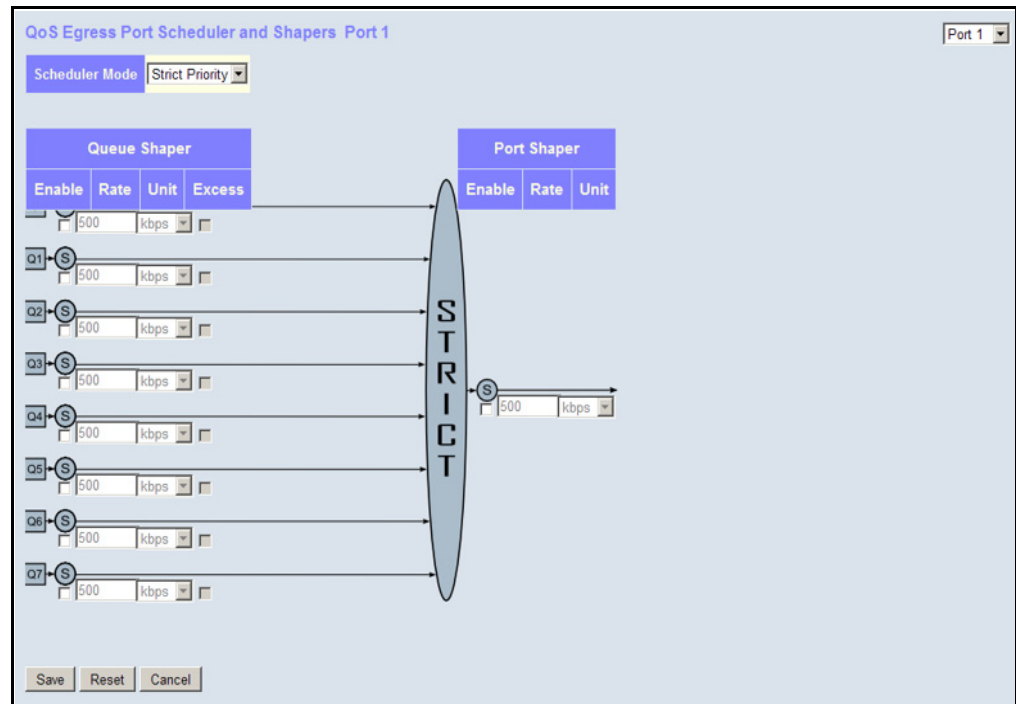 QoS Egress Port Scheduler and Shapers Port 1
Port 1
Scheduler Mode Strict Priority
Queue Shaper
Port Shaper
Enable Rate Unit Excess
Enable Rate Unit
S
500 kbps
Q1 S
500 kbps
Q2 S
500 kbps
Q3 S
500 kbps
Q4 S
500 kbps
Q5 S
500 kbps
Q6 S
500 kbps
Q7 S
500 kbps
STRICT
S
500 kbps
Save Reset Cancel